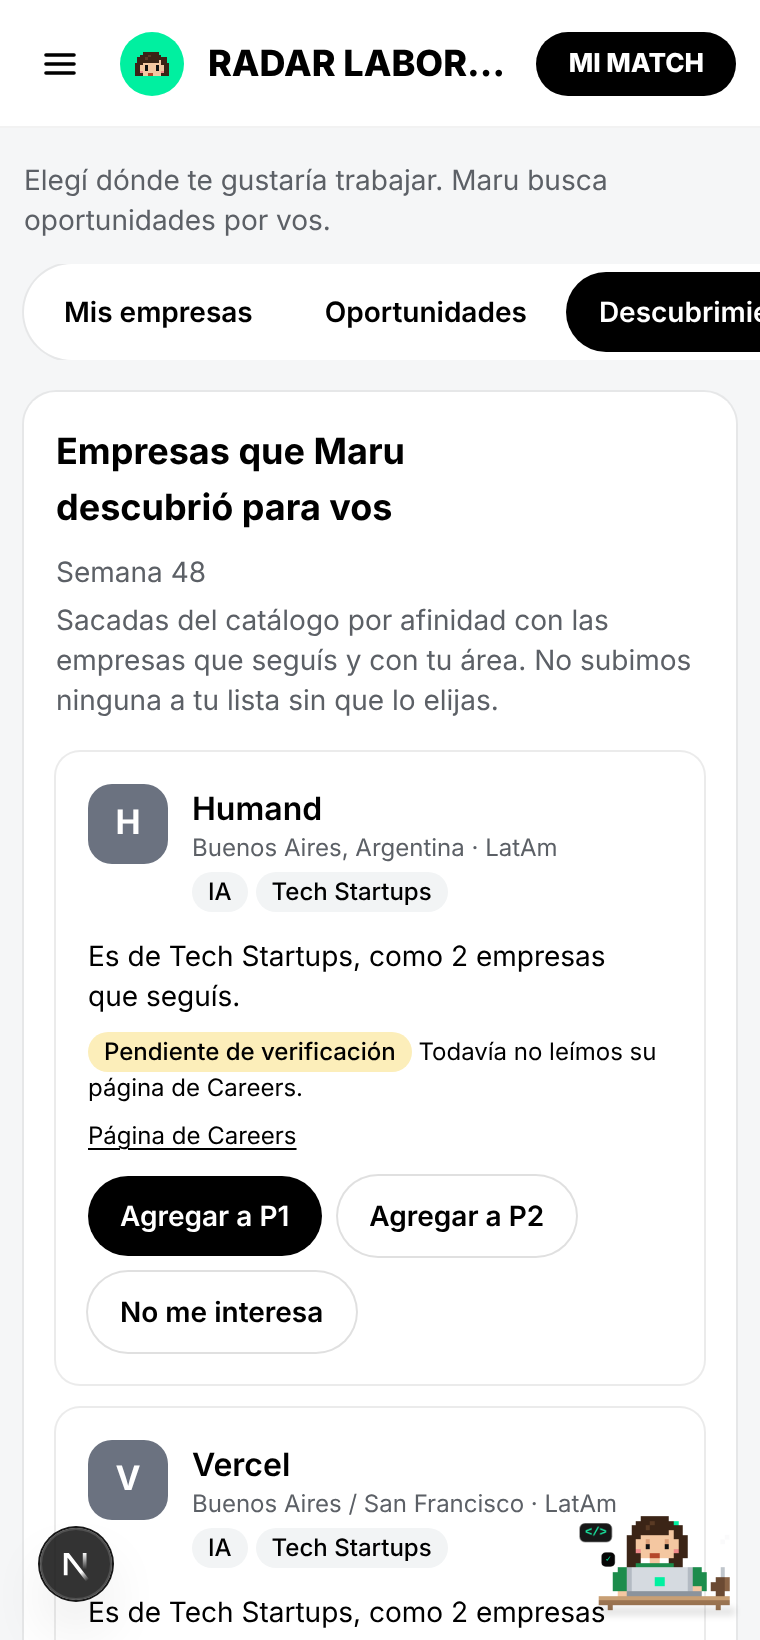 RADAR LABOR...
MI MATCH
Elegí dónde te gustaría trabajar. Maru busca
oportunidades por vos.
Mis empresas
Oportunidades
Descubrimie
Empresas que Maru
descubrió para vos
Semana 48
Sacadas del catálogo por afinidad con las
empresas que seguís y con tu área. No subimos
ninguna a tu lista sin que lo elijas.
H
Humand
Buenos Aires, Argentina · LatAm
IA
Tech Startups
Es de Tech Startups, como 2 empresas
que seguís.
Pendiente de verificación Todavía no leímos su
página de Careers.
Página de Careers
Agregar a P1
Agregar a P2
No me interesa
V
Vercel
Buenos Aires / San Francisco · LatAm
IA
Tech Startups
</>
N
Es de Tech Startups, como 2 empresas